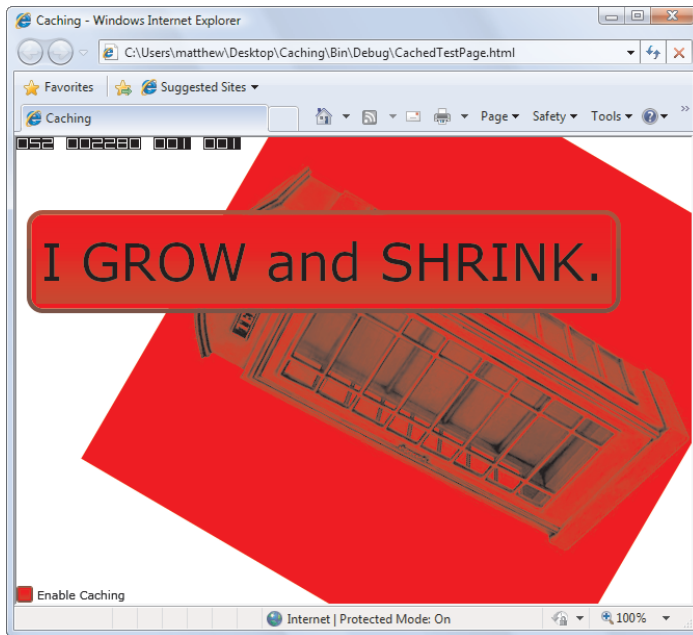 Caching - Windows Internet Explorer
C:\Users\matthew\Desktop\Caching\Bin\Debug\CachedTestPage.html
Favorites Suggested Sites
Caching Page Safety Tools »
052 002280 001 001
I GROW and SHRINK.
Enable Caching
Internet | Protected Mode: On 100%